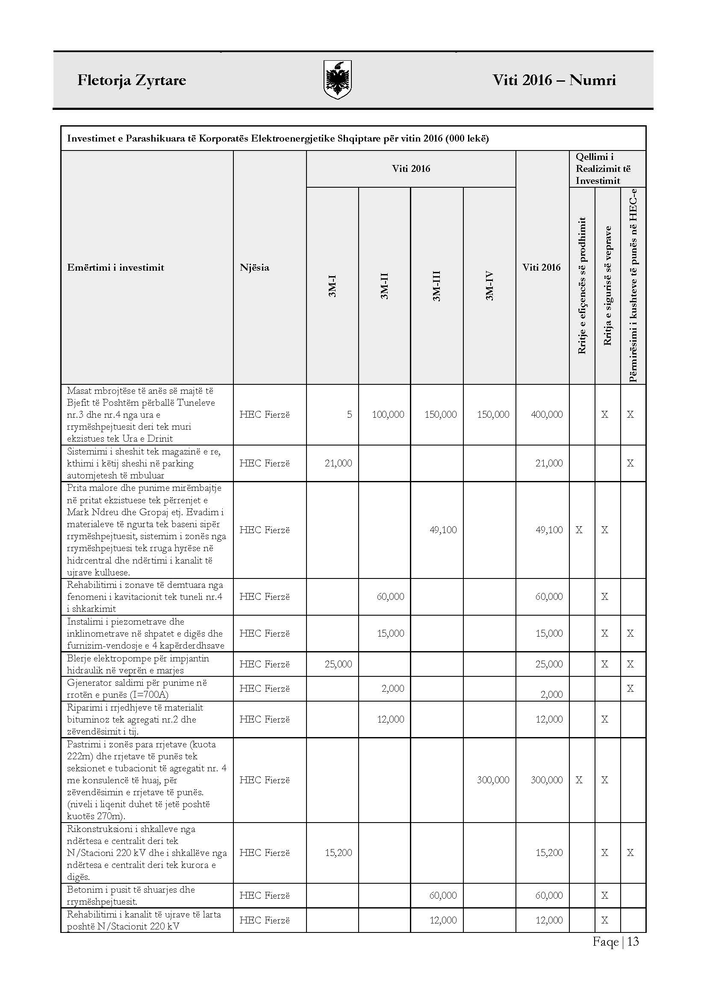 Fletorja Zyrtare
Viti 2016 – Numri
Investimet e Parashikuara të Korporatës Elektroenergjetike Shqiptare për vitin 2016 (000 lekë)
Emërtimi i investimit
Njësia
Viti 2016
3M-I
3M-II
3M-III
3M-IV
Viti 2016
Qellimi i
Realizimit të
Investimit
Rritje e efiçencës së prodhimit
Rritja e sigurisë së veprave
Përmirësimi i kushteve të punës në HEC-e
Masat mbrojtëse të anës së majtë të
Bjefit të Poshtëm përballë Tuneleve
nr.3 dhe nr.4 nga ura e
rrymëshpejtuesit deri tek muri
ekzistues tek Ura e Drinit
HEC Fierzë 5 100,000 150,000 150,000 400,000 X X
Sistemimi i sheshit tek magazinë e re,
kthimi i këtij sheshi në parking
automjetesh të mbuluar
HEC Fierzë 21,000 21,000 X
Prita malore dhe punime mirëmbajtje
në pritat ekzistuese tek përrenjet e
Mark Ndreu dhe Gropaj etj. Evadim i
materialeve të ngurta tek baseni sipër
rrymëshpejtuesit, sistemim i zonës nga
rrymëshpejtuesi tek rruga hyrëse në
hidrcentral dhe ndërtimi i kanalit të
ujrave kulluese.
HEC Fierzë 49,100 49,100 X X
Rehabilitimi i zonave të demtuara nga
fenomeni i kavitacionit tek tuneli nr.4
i shkarkimit
HEC Fierzë 60,000 60,000 X
Instalimi i piezometrave dhe
inklinometrave në shpatet e digës dhe
furnizim-vendosje e 4 kapërderdhsave
HEC Fierzë 15,000 15,000 X X
Blerje elektropompe për impjantin
hidraulik në veprën e marjes
HEC Fierzë 25,000 25,000 X X
Gjenerator saldimi për punime në
rrotën e punës (I=700A)
HEC Fierzë 2,000 2,000 X
Riparimi i rrjedhjeve të materialit
bituminoz tek agregati nr.2 dhe
zëvendësimit i tij.
HEC Fierzë 12,000 12,000 X
Pastrimi i zonës para rrjetave (kuota
222m) dhe rrjetave të punës tek
seksionet e tubacionit të agregatit nr. 4
me konsulencë të huaj, për
zëvendësimin e rrjetave të punës.
(niveli i liqenit duhet të jetë poshtë
kuotës 270m).
HEC Fierzë 300,000 300,000 X X
Rikonstruksioni i shkalleve nga
ndërtesa e centralit deri tek
N/Stacioni 220 kV dhe i shkallëve nga
ndërtesa e centralit deri tek kurora e
digës.
HEC Fierzë 15,200 15,200 X X
Betonim i pusit të shuarjes dhe
rrymëshpejtuesit.
HEC Fierzë 60,000 60,000 X
Rehabilitimi i kanalit të ujrave të larta
poshtë N/Stacionit 220 kV
HEC Fierzë 12,000 12,000 X
Faqe | 13